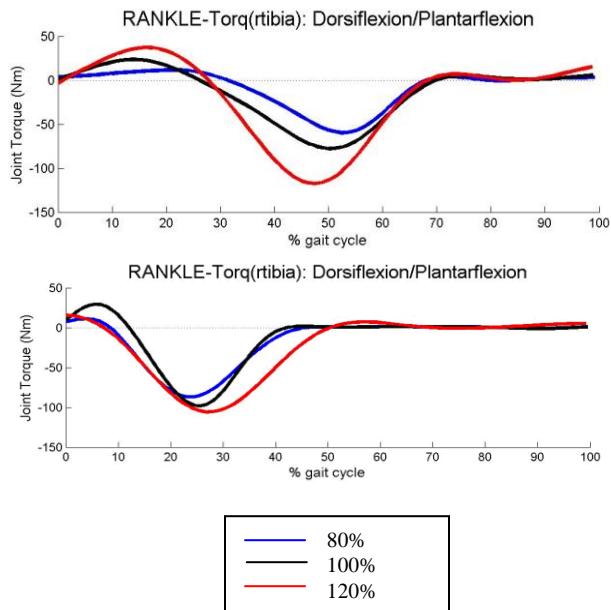 RANKLE-Torq(rtibia): Dorsiflexion/Plantarflexion
50
0
-50
-100
-150
Joint Torque (Nm)
0 10 20 30 40 50 60 70 80 90 100
% gait cycle
RANKLE-Torq(rtibia): Dorsiflexion/Plantarflexion
50
0
-50
-100
-150
Joint Torque (Nm)
0 10 20 30 40 50 60 70 80 90 100
% gait cycle
80%
100%
120%